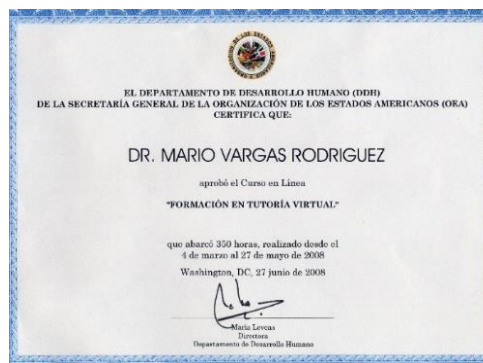 EL DEPARTAMENTO DE DESARROLLO HUMANO (DDH)
DE LA SECRETARÍA GENERAL DE LA ORGANIZACIÓN DE LOS ESTADOS AMERICANOS (OEA)
CERTIFICA QUE:
DR. MARIO VARGAS RODRIGUEZ
aprobó el Curso en Línea
"FORMACIÓN EN TUTORÍA VIRTUAL"
que abarcó 350 horas, realizado desde el
4 de marzo al 27 de mayo de 2008
Washington, DC, 27 junio de 2008
María Levens
Directora
Departamento de Desarrollo Humano